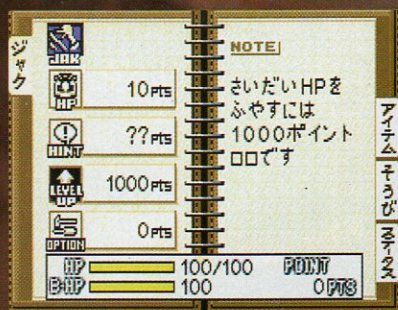 ジャク
JAK
HP
10PTS
HINT
??PTS
LEVEL UP
1000PTS
OPTION
0PTS
NOTE
さいだいHPを
ふやすには
1000ポイント
ロロです
アイテム
そうび
ステータス
HP 100/100
B·HP 100
POINT
0PTS